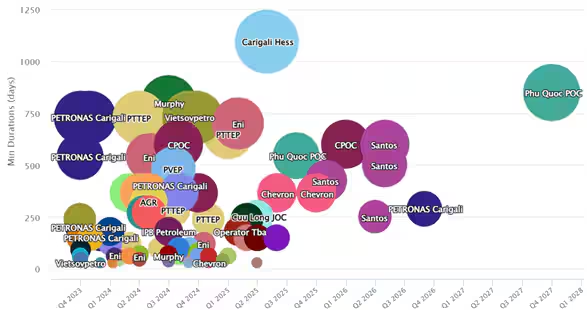 1250
1000
750
500
250
0
Min Durations (days)
Carigali Hess
Phu Quoc POC
Murphy
PETRONAS Carigali
PTTEP
Vietsovpetro
Eni
PTTEP
CPOC
CPOC
Santos
PETRONAS Carigali
Eni
PVEP
Phu Quoc POC
Santos
Santos
PETRONAS Carigali
Chevron
Chevron
AGR
PTTEP
PTTEP
Cuu Long JOC
Santos
PETRONAS Carigali
PETRONAS Carigali
IPB Petroleum
Operator Tba
PETRONAS Carigali
Eni
Vietsovpetro
Eni
Eni
Murphy
Chevron
Q4 2023
Q1 2024
Q2 2024
Q3 2024
Q4 2024
Q1 2025
Q2 2025
Q3 2025
Q4 2025
Q1 2026
Q2 2026
Q3 2026
Q4 2026
Q1 2027
Q2 2027
Q3 2027
Q4 2027
Q1 2028